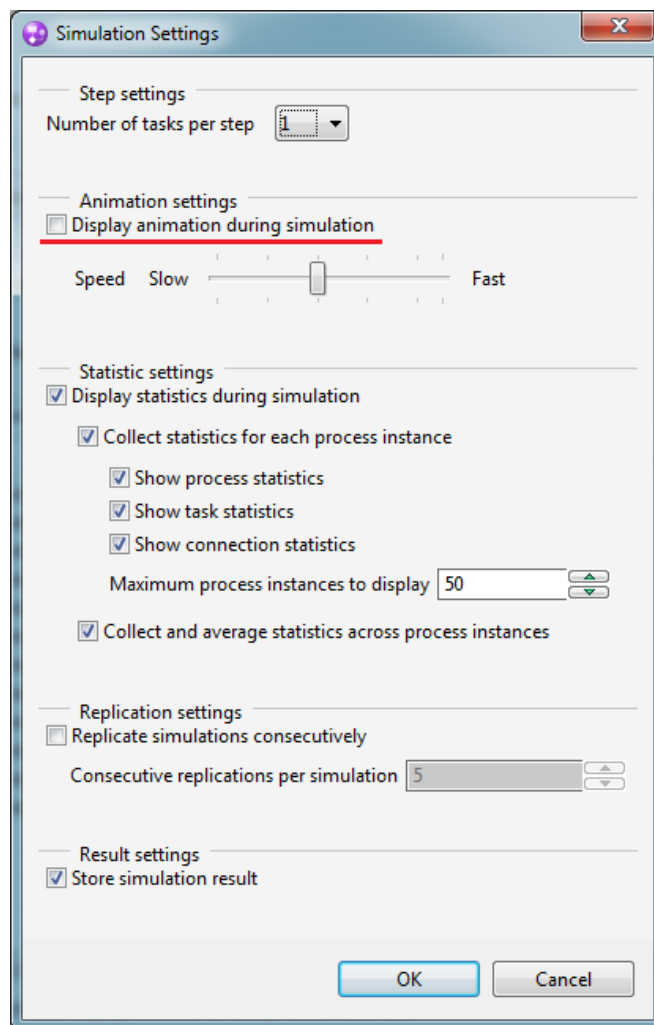 Simulation Settings
Step settings
Number of tasks per step 1
Animation settings
Display animation during simulation
Speed Slow Fast
Statistic settings
Display statistics during simulation
Collect statistics for each process instance
Show process statistics
Show task statistics
Show connection statistics
Maximum process instances to display 50
Collect and average statistics across process instances
Replication settings
Replicate simulations consecutively
Consecutive replications per simulation 5
Result settings
Store simulation result
OK Cancel